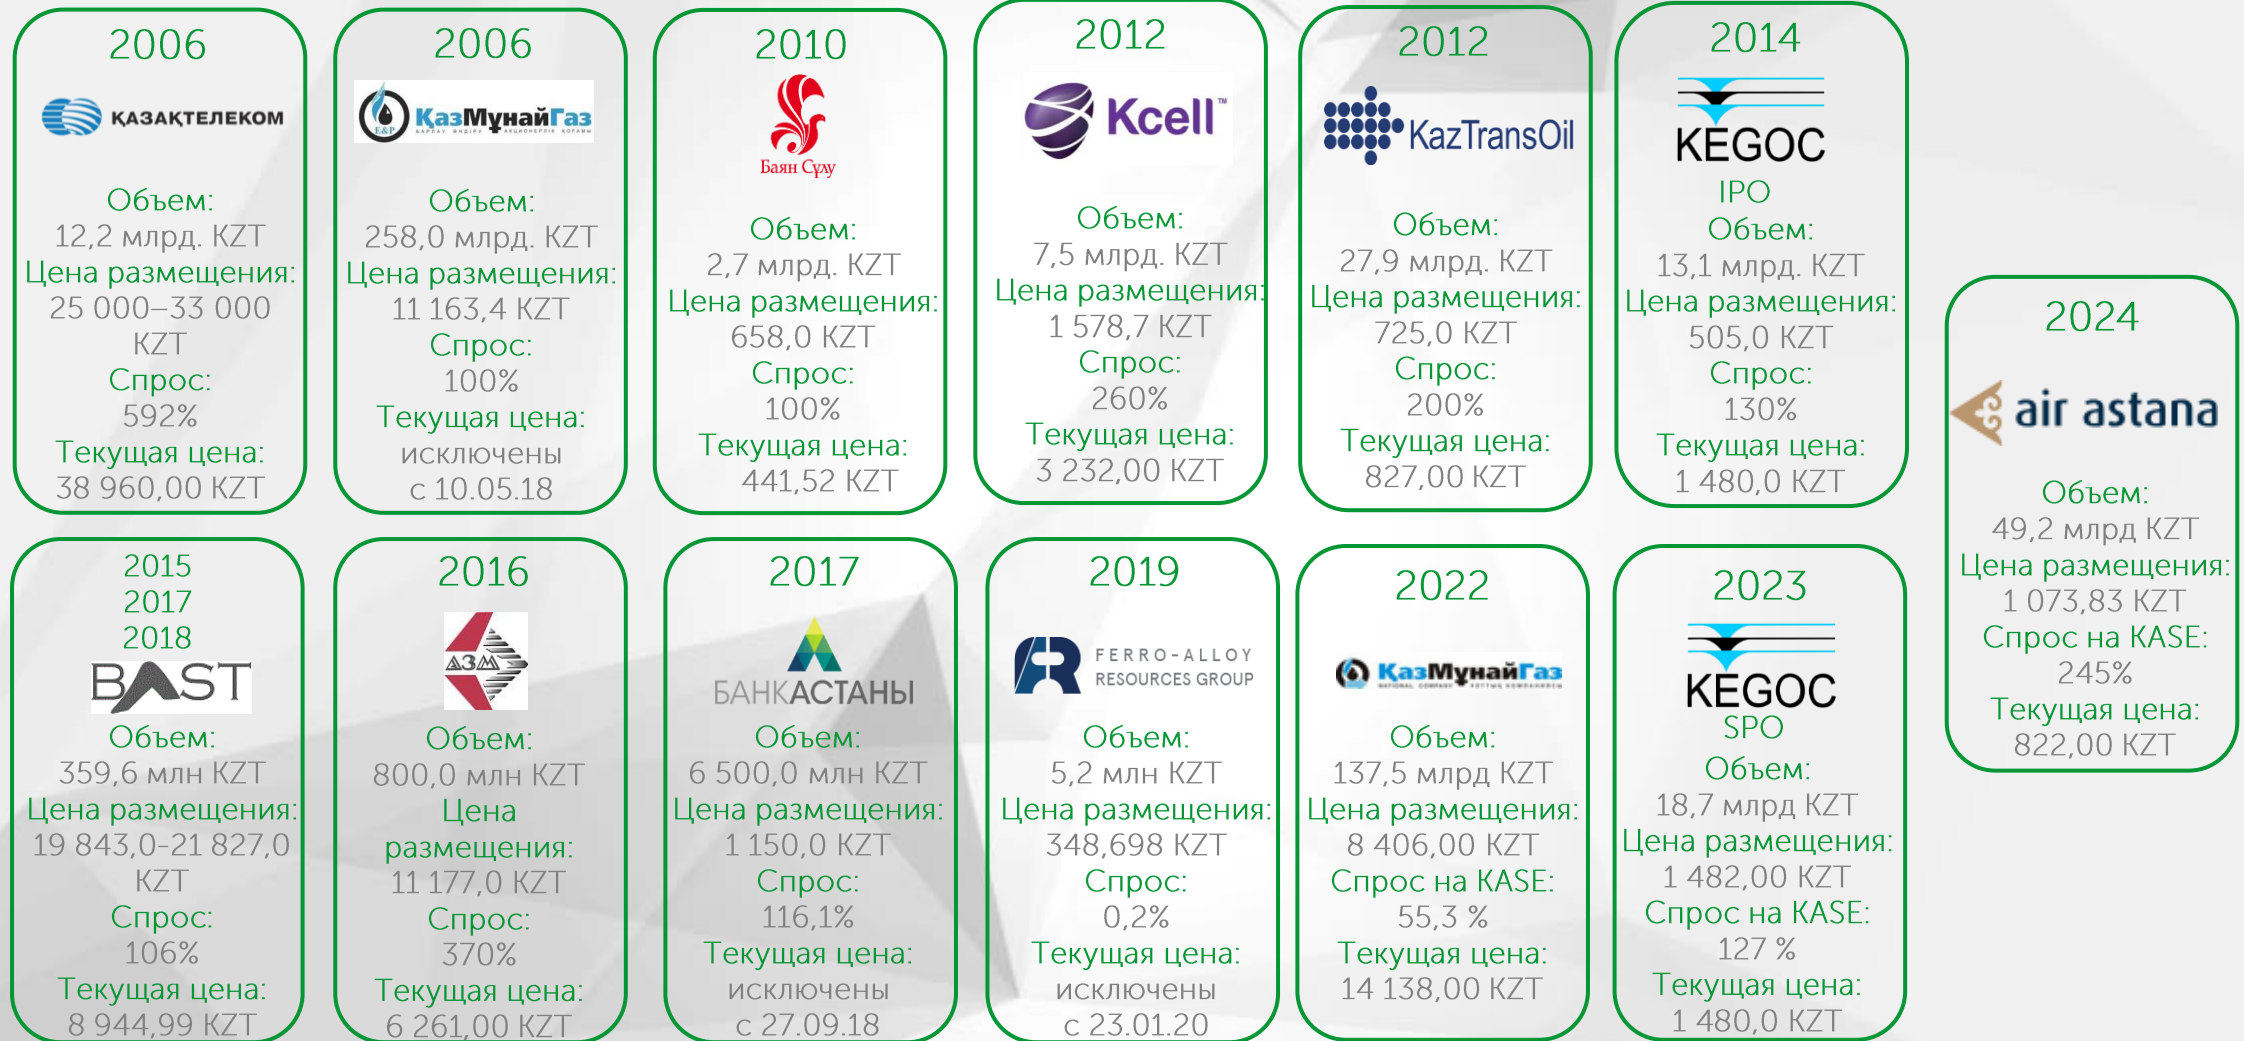 2006
ҚАЗАҚТЕЛЕКОМ
Объем:
12,2 млрд. KZT
Цена размещения:
25 000–33 000
KZT
Спрос:
592%
Текущая цена:
38 960,00 KZT
2006
E&P
ҚазМұнайГаз
БАРЛАУ ӨНДІРУ АКЦИОНЕРЛІК ҚОҒАМЫ
Объем:
258,0 млрд. KZT
Цена размещения:
11 163,4 KZT
Спрос:
100%
Текущая цена:
исключены
с 10.05.18
2010
Баян Сұлу
Объем:
2,7 млрд. KZT
Цена размещения:
658,0 KZT
Спрос:
100%
Текущая цена:
441,52 KZT
2012
Kcell™
Объем:
7,5 млрд. KZT
Цена размещения:
1 578,7 KZT
Спрос:
260%
Текущая цена:
3 232,00 KZT
2012
KazTransOil
Объем:
27,9 млрд. KZT
Цена размещения:
725,0 KZT
Спрос:
200%
Текущая цена:
827,00 KZT
2014
KEGOC
IPO
Объем:
13,1 млрд. KZT
Цена размещения:
505,0 KZT
Спрос:
130%
Текущая цена:
1 480,0 KZT
2024
air astana
Объем:
49,2 млрд KZT
Цена размещения:
1 073,83 KZT
Спрос на KASE:
245%
Текущая цена:
822,00 KZT
2015
2017
2018
BAST
Объем:
359,6 млн KZT
Цена размещения:
19 843,0-21 827,0
KZT
Спрос:
106%
Текущая цена:
8 944,99 KZT
2016
АЗМ
Объем:
800,0 млн KZT
Цена
размещения:
11 177,0 KZT
Спрос:
370%
Текущая цена:
6 261,00 KZT
2017
БАНКАСТАНЫ
Объем:
6 500,0 млн KZT
Цена размещения:
1 150,0 KZT
Спрос:
116,1%
Текущая цена:
исключены
с 27.09.18
2019
FERRO-ALLOY
RESOURCES GROUP
Объем:
5,2 млн KZT
Цена размещения:
348,698 KZT
Спрос:
0,2%
Текущая цена:
исключены
с 23.01.20
2022
ҚазМұнайГаз
NATIONAL COMPANY ҰЛТТЫҚ КОМПАНИЯСЫ
Объем:
137,5 млрд KZT
Цена размещения:
8 406,00 KZT
Спрос на KASE:
55,3 %
Текущая цена:
14 138,00 KZT
2023
KEGOC
SPO
Объем:
18,7 млрд KZT
Цена размещения:
1 482,00 KZT
Спрос на KASE:
127 %
Текущая цена:
1 480,0 KZT